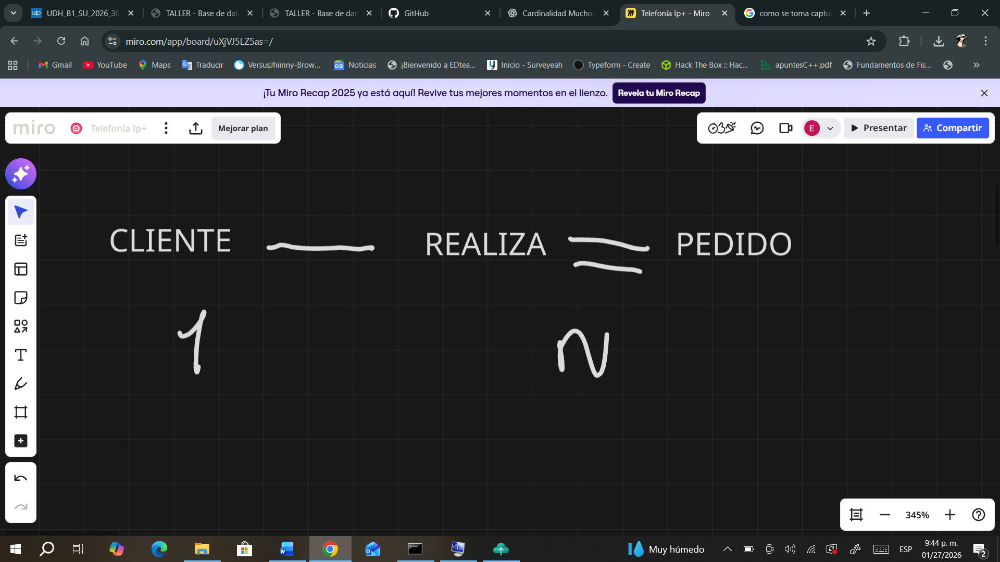 UDH_B1_SU_2026_30
TALLER - Base de dat
TALLER - Base de dat
GitHub
Cardinalidad Muchos
Telefonía Ip+ - Miro
como se toma captur
miro.com/app/board/uXjVJ5LZ5as=/
Gmail
YouTube
Maps
Traducir
VersusJhiinny-Brow...
Noticias
¡Bienvenido a EDtea...
Inicio - Surveyeah
Typeform - Create
Hack The Box :: Hac...
apuntesC++.pdf
Fundamentos de Fis...
¡Tu Miro Recap 2025 ya está aquí! Revive tus mejores momentos en el lienzo.
Revela tu Miro Recap
miro
Telefonía Ip+
Mejorar plan
E
Presentar
Compartir
CLIENTE
REALIZA
PEDIDO
1
N
345%
Muy húmedo
ESP
9:44 p. m.
01/27/2026
2